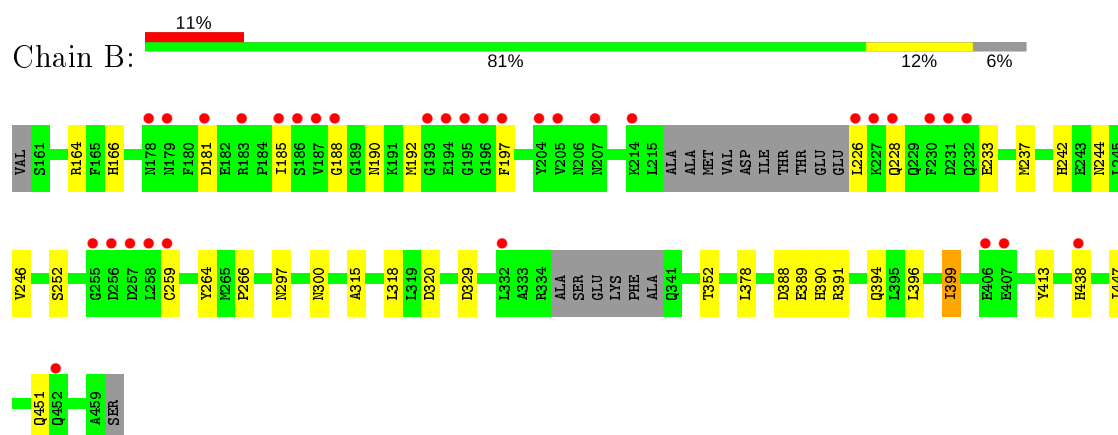 11%
Chain B:
81% 12% 6%
VAL S161 R164 F165 H166 N178 N179 F180 D181 E182 R183 P184 I185 S186 V187 G188 G189 N190 K191 M192 G193 E194 G195 G196 F197 Y204 V205 N206 N207 K214 L215 ALA ALA MET VAL ASP ILE THR THR GLU GLU L226 K227 Q228 Q229 F230 D231 Q232 E233 M237 H242 E243 N244 L245
V246 S252 G255 D256 D257 L258 C259 Y264 M265 P266 N297 N300 A315 L318 L319 D320 D329 L332 A333 R334 ALA SER GLU LYS PHE ALA Q341 T352 L378 D388 E389 H390 R391 Q394 L395 L396 I399 E406 E407 Y413 H438
Q451 Q452 A459 SER